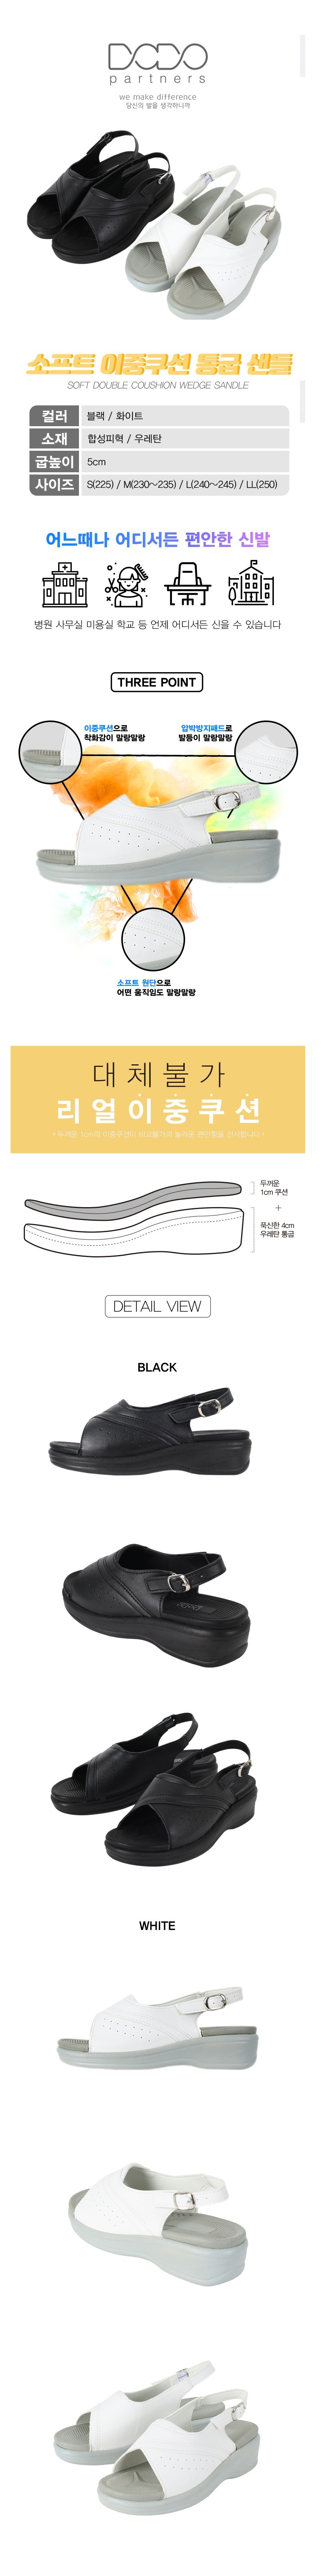 DODO
partners
we make difference
당신의 발을 생각하니까
소프트 이중쿠션 통굽 샌들
SOFT DOUBLE COUSHION WEDGE SANDLE
컬러 블랙 / 화이트
소재 합성피혁 / 우레탄
굽높이 5cm
사이즈 S(225) / M(230~235) / L(240~245) / LL(250)
어느때나 어디서든 편안한 신발
병원 사무실 미용실 학교 등 언제 어디서든 신을 수 있습니다
THREE POINT
이중쿠션으로
착화감이 말랑말랑
압박방지패드로
발등이 말랑말랑
소프트 원단으로
어떤 움직임도 말랑말랑
대체불가
리얼이중쿠션
두꺼운
1cm 쿠션
+
푹신한 4cm
우레탄 통굽
DETAIL VIEW
BLACK
WHITE